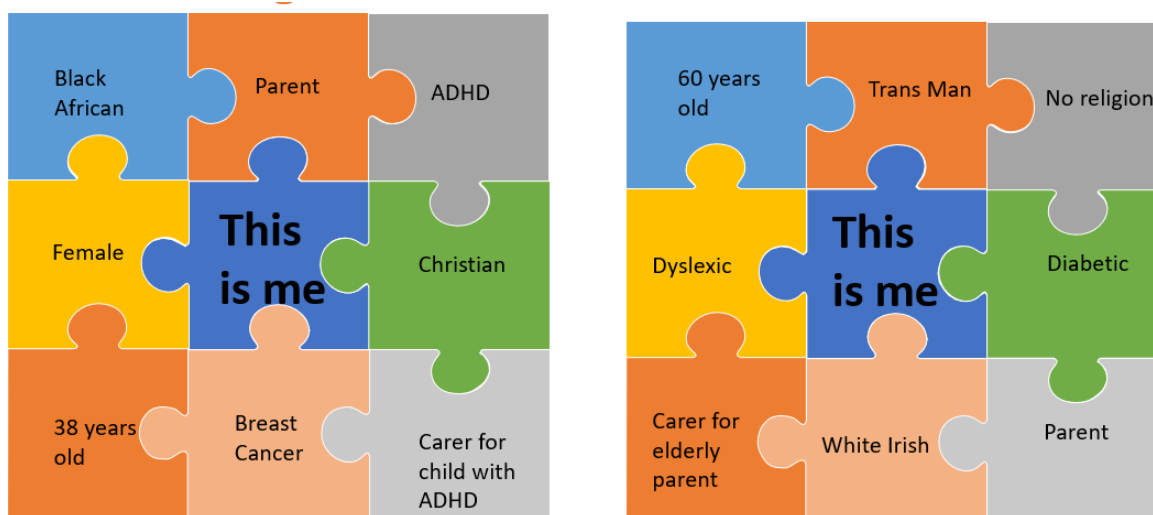 Black
African
Parent
ADHD
Female
This
is me
Christian
38 years
old
Breast
Cancer
Carer for
child with
ADHD
60 years
old
Trans Man
No religion
Dyslexic
This
is me
Diabetic
Carer for
elderly
parent
White Irish
Parent